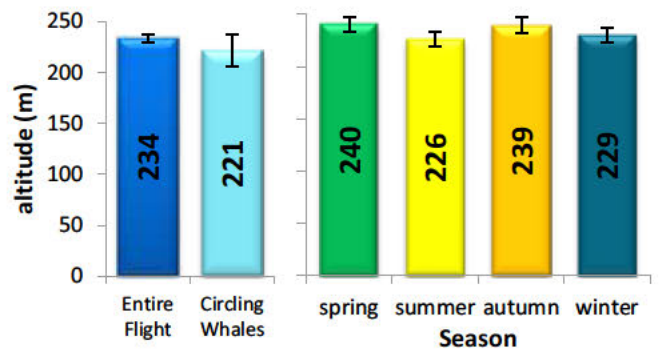 250
200
150
100
50
0
altitude (m)
234
221
240
226
239
229
Entire
Flight
Circling
Whales
spring
summer
autumn
winter
Season